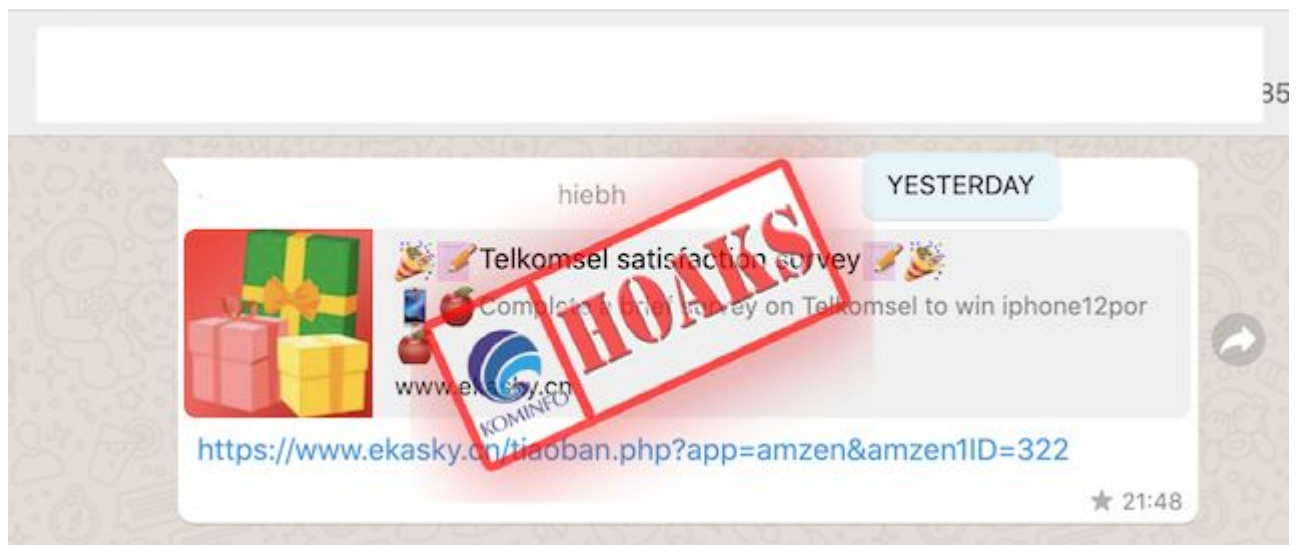 35
YESTERDAY
hiebh
Telkomsel satisfaction survey
Complete a brief survey on Telkomsel to win iphone12por
www.ekasky.cn
https://www.ekasky.cn/tiaoban.php?app=amzen&amzen1ID=322
21:48
KOMINFO
HOAKS